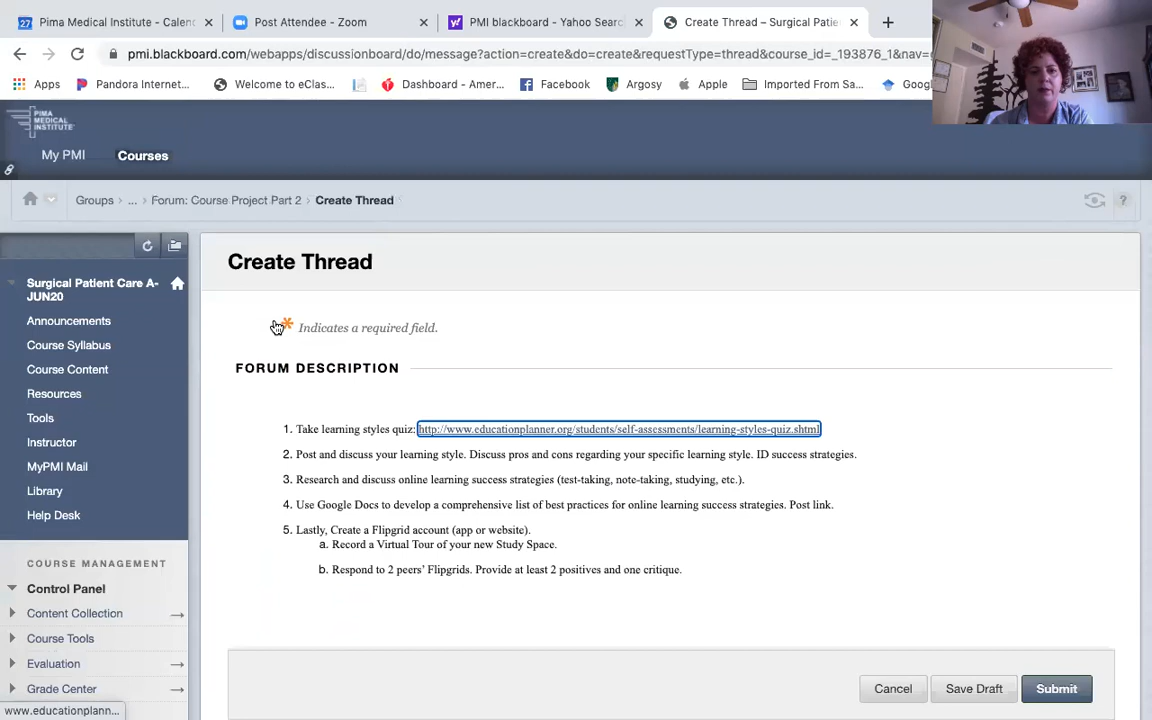 27 Pima Medical Institute - Calend
Post Attendee - Zoom
PMI blackboard - Yahoo Searc
Create Thread – Surgical Patie
pmi.blackboard.com/webapps/discussionboard/do/message?action=create&do=create&requestType=thread&course_id=_193876_1&nav=
Apps
Pandora Internet...
Welcome to eClas...
Dashboard - Amer...
Facebook
Argosy
Apple
Imported From Sa...
Goog
PIMA
MEDICAL
INSTITUTE
My PMI
Courses
Groups
...
Forum: Course Project Part 2
Create Thread
?
Surgical Patient Care A-
JUN20
Announcements
Course Syllabus
Course Content
Resources
Tools
Instructor
MyPMI Mail
Library
Help Desk
COURSE MANAGEMENT
Control Panel
Content Collection
Course Tools
Evaluation
Grade Center
www.educationplann...
Create Thread
* Indicates a required field.
FORUM DESCRIPTION
1. Take learning styles quiz: http://www.educationplanner.org/students/self-assessments/learning-styles-quiz.shtml
2. Post and discuss your learning style. Discuss pros and cons regarding your specific learning style. ID success strategies.
3. Research and discuss online learning success strategies (test-taking, note-taking, studying, etc.).
4. Use Google Docs to develop a comprehensive list of best practices for online learning success strategies. Post link.
5. Lastly, Create a Flipgrid account (app or website).
a. Record a Virtual Tour of your new Study Space.
b. Respond to 2 peers’ Flipgrids. Provide at least 2 positives and one critique.
Cancel
Save Draft
Submit